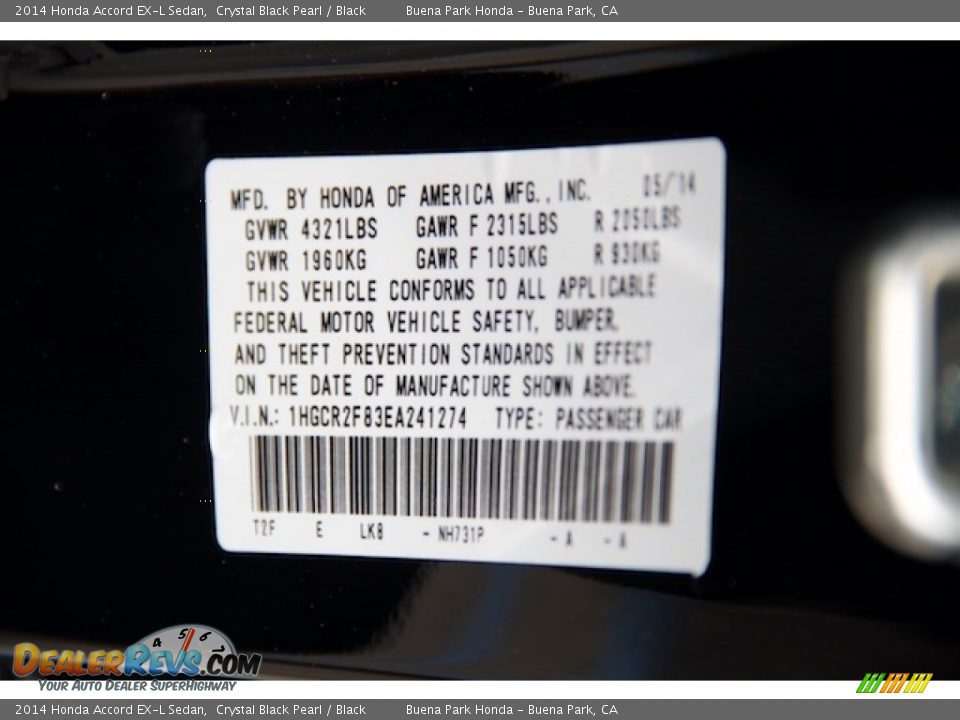 2014 Honda Accord EX-L Sedan, Crystal Black Pearl / Black Buena Park Honda - Buena Park, CA
MFD. BY HONDA OF AMERICA MFG., INC. 05/14
GVWR 4321LBS GAWR F 2315LBS R 2050LBS
GVWR 1960KG GAWR F 1050KG R 930KG
THIS VEHICLE CONFORMS TO ALL APPLICABLE
FEDERAL MOTOR VEHICLE SAFETY, BUMPER,
AND THEFT PREVENTION STANDARDS IN EFFECT
ON THE DATE OF MANUFACTURE SHOWN ABOVE.
V.I.N.: 1HGCR2F83EA241274 TYPE: PASSENGER CAR
T2F E LKB - NH731P - A - A
4 5 6
DEALERREVS.COM
YOUR AUTO DEALER SUPERHIGHWAY
2014 Honda Accord EX-L Sedan, Crystal Black Pearl / Black Buena Park Honda - Buena Park, CA